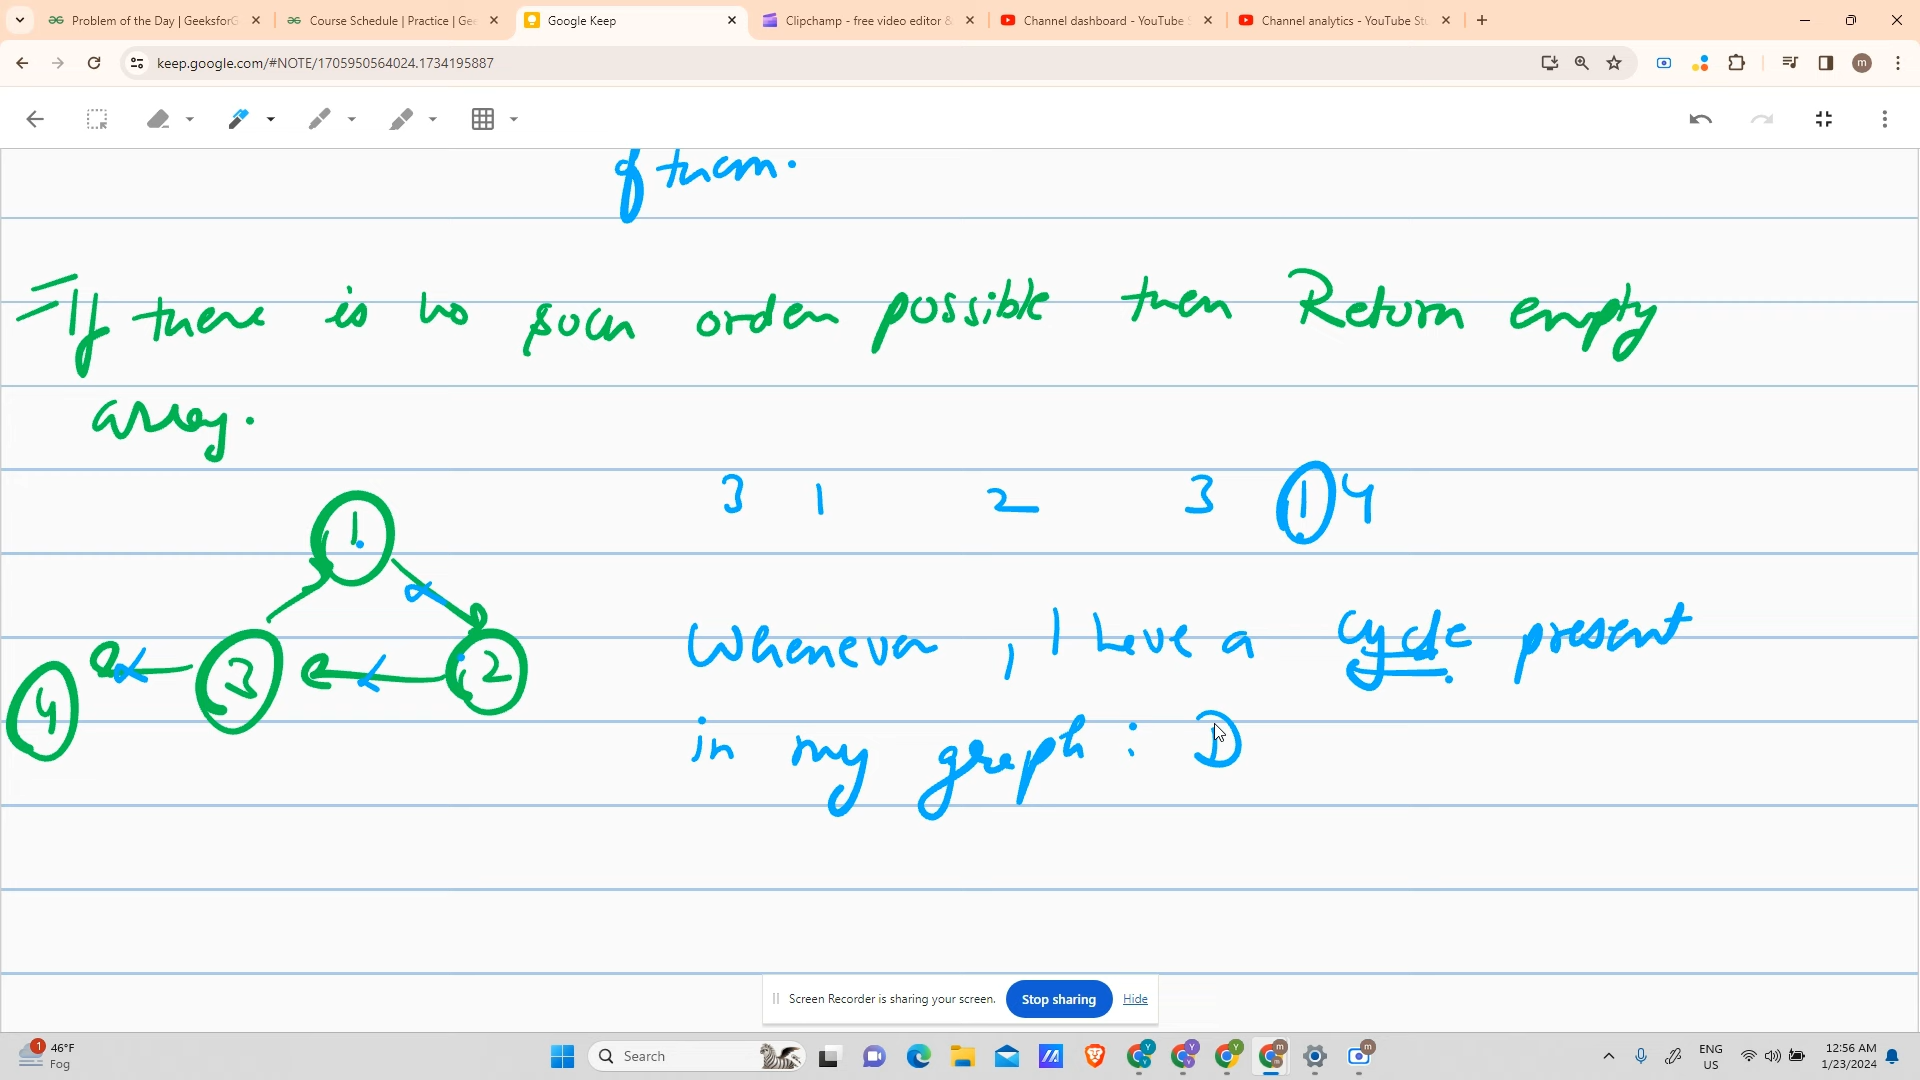 Problem of the Day | GeeksforG
Course Schedule | Practice | Gee
Google Keep
Clipchamp - free video editor &
Channel dashboard - YouTube S
Channel analytics - YouTube Stu
keep.google.com/#NOTE/1705950564024.1734195887
m
of them.
If there is no such order possible then Return empty
array.
3 1 2 3 1 4
1
4 3 2
Whenever, I have a cycle present
in my graph : D
Screen Recorder is sharing your screen.
Stop sharing
Hide
1
46°F
Fog
Search
ENG
US
12:56 AM
1/23/2024